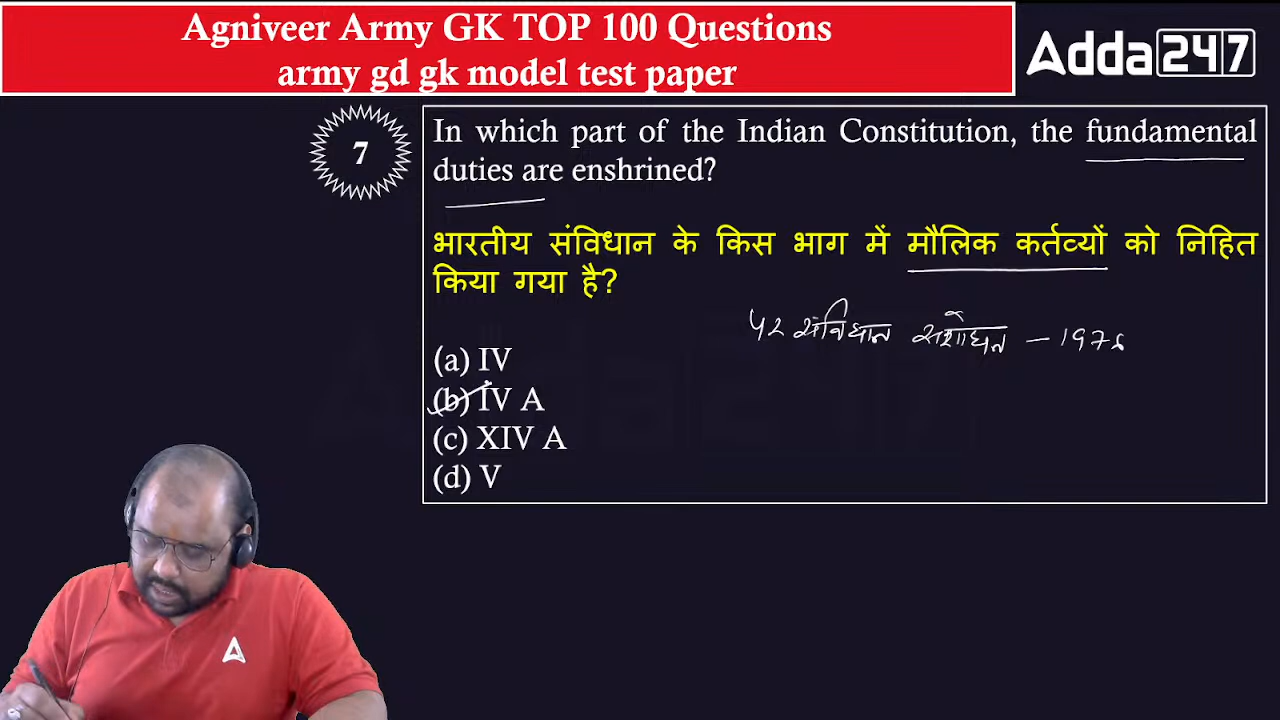 Agniveer Army GK TOP 100 Questions
army gd gk model test paper
Adda247
7
In which part of the Indian Constitution, the fundamental
duties are enshrined?
भारतीय संविधान के किस भाग में मौलिक कर्तव्यों को निहित
किया गया है?
42 संविधान संशोधन – 1976
(a) IV
(b) IV A
(c) XIV A
(d) V